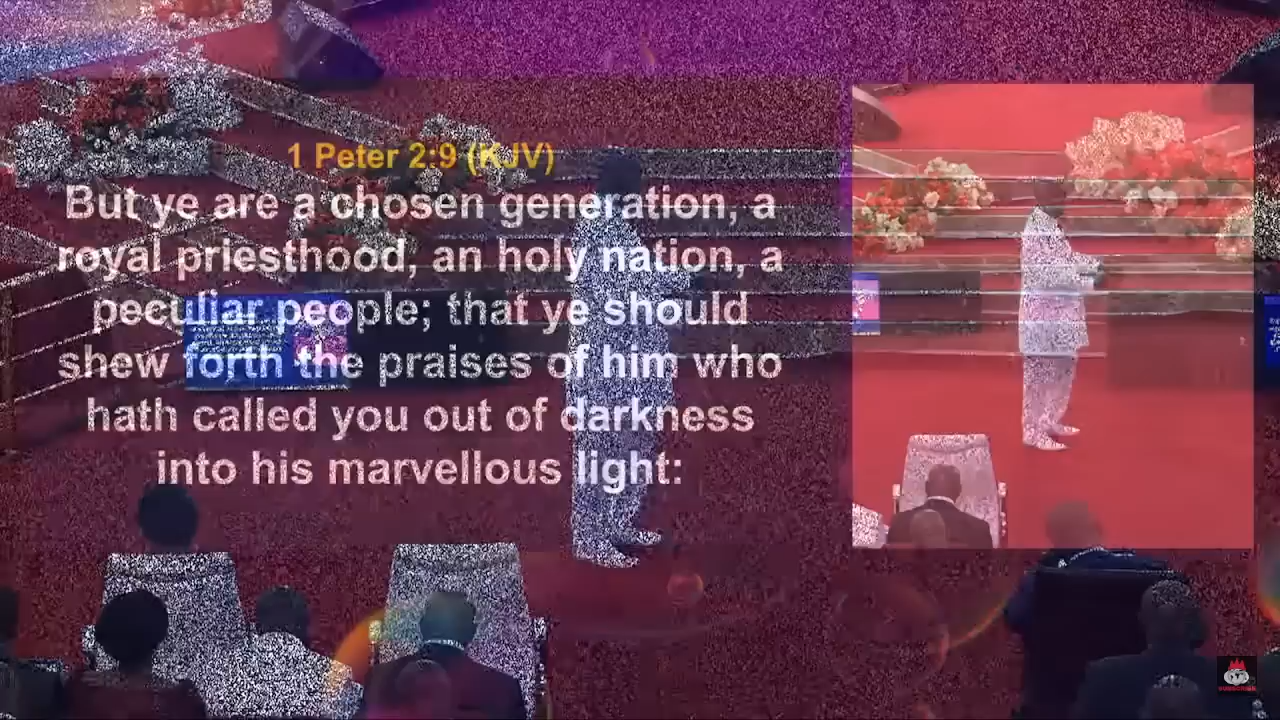 1 Peter 2:9 (KJV)
But ye are a chosen generation, a
royal priesthood, an holy nation, a
peculiar people; that ye should
shew forth the praises of him who
hath called you out of darkness
into his marvellous light:
SUBSCRIBE